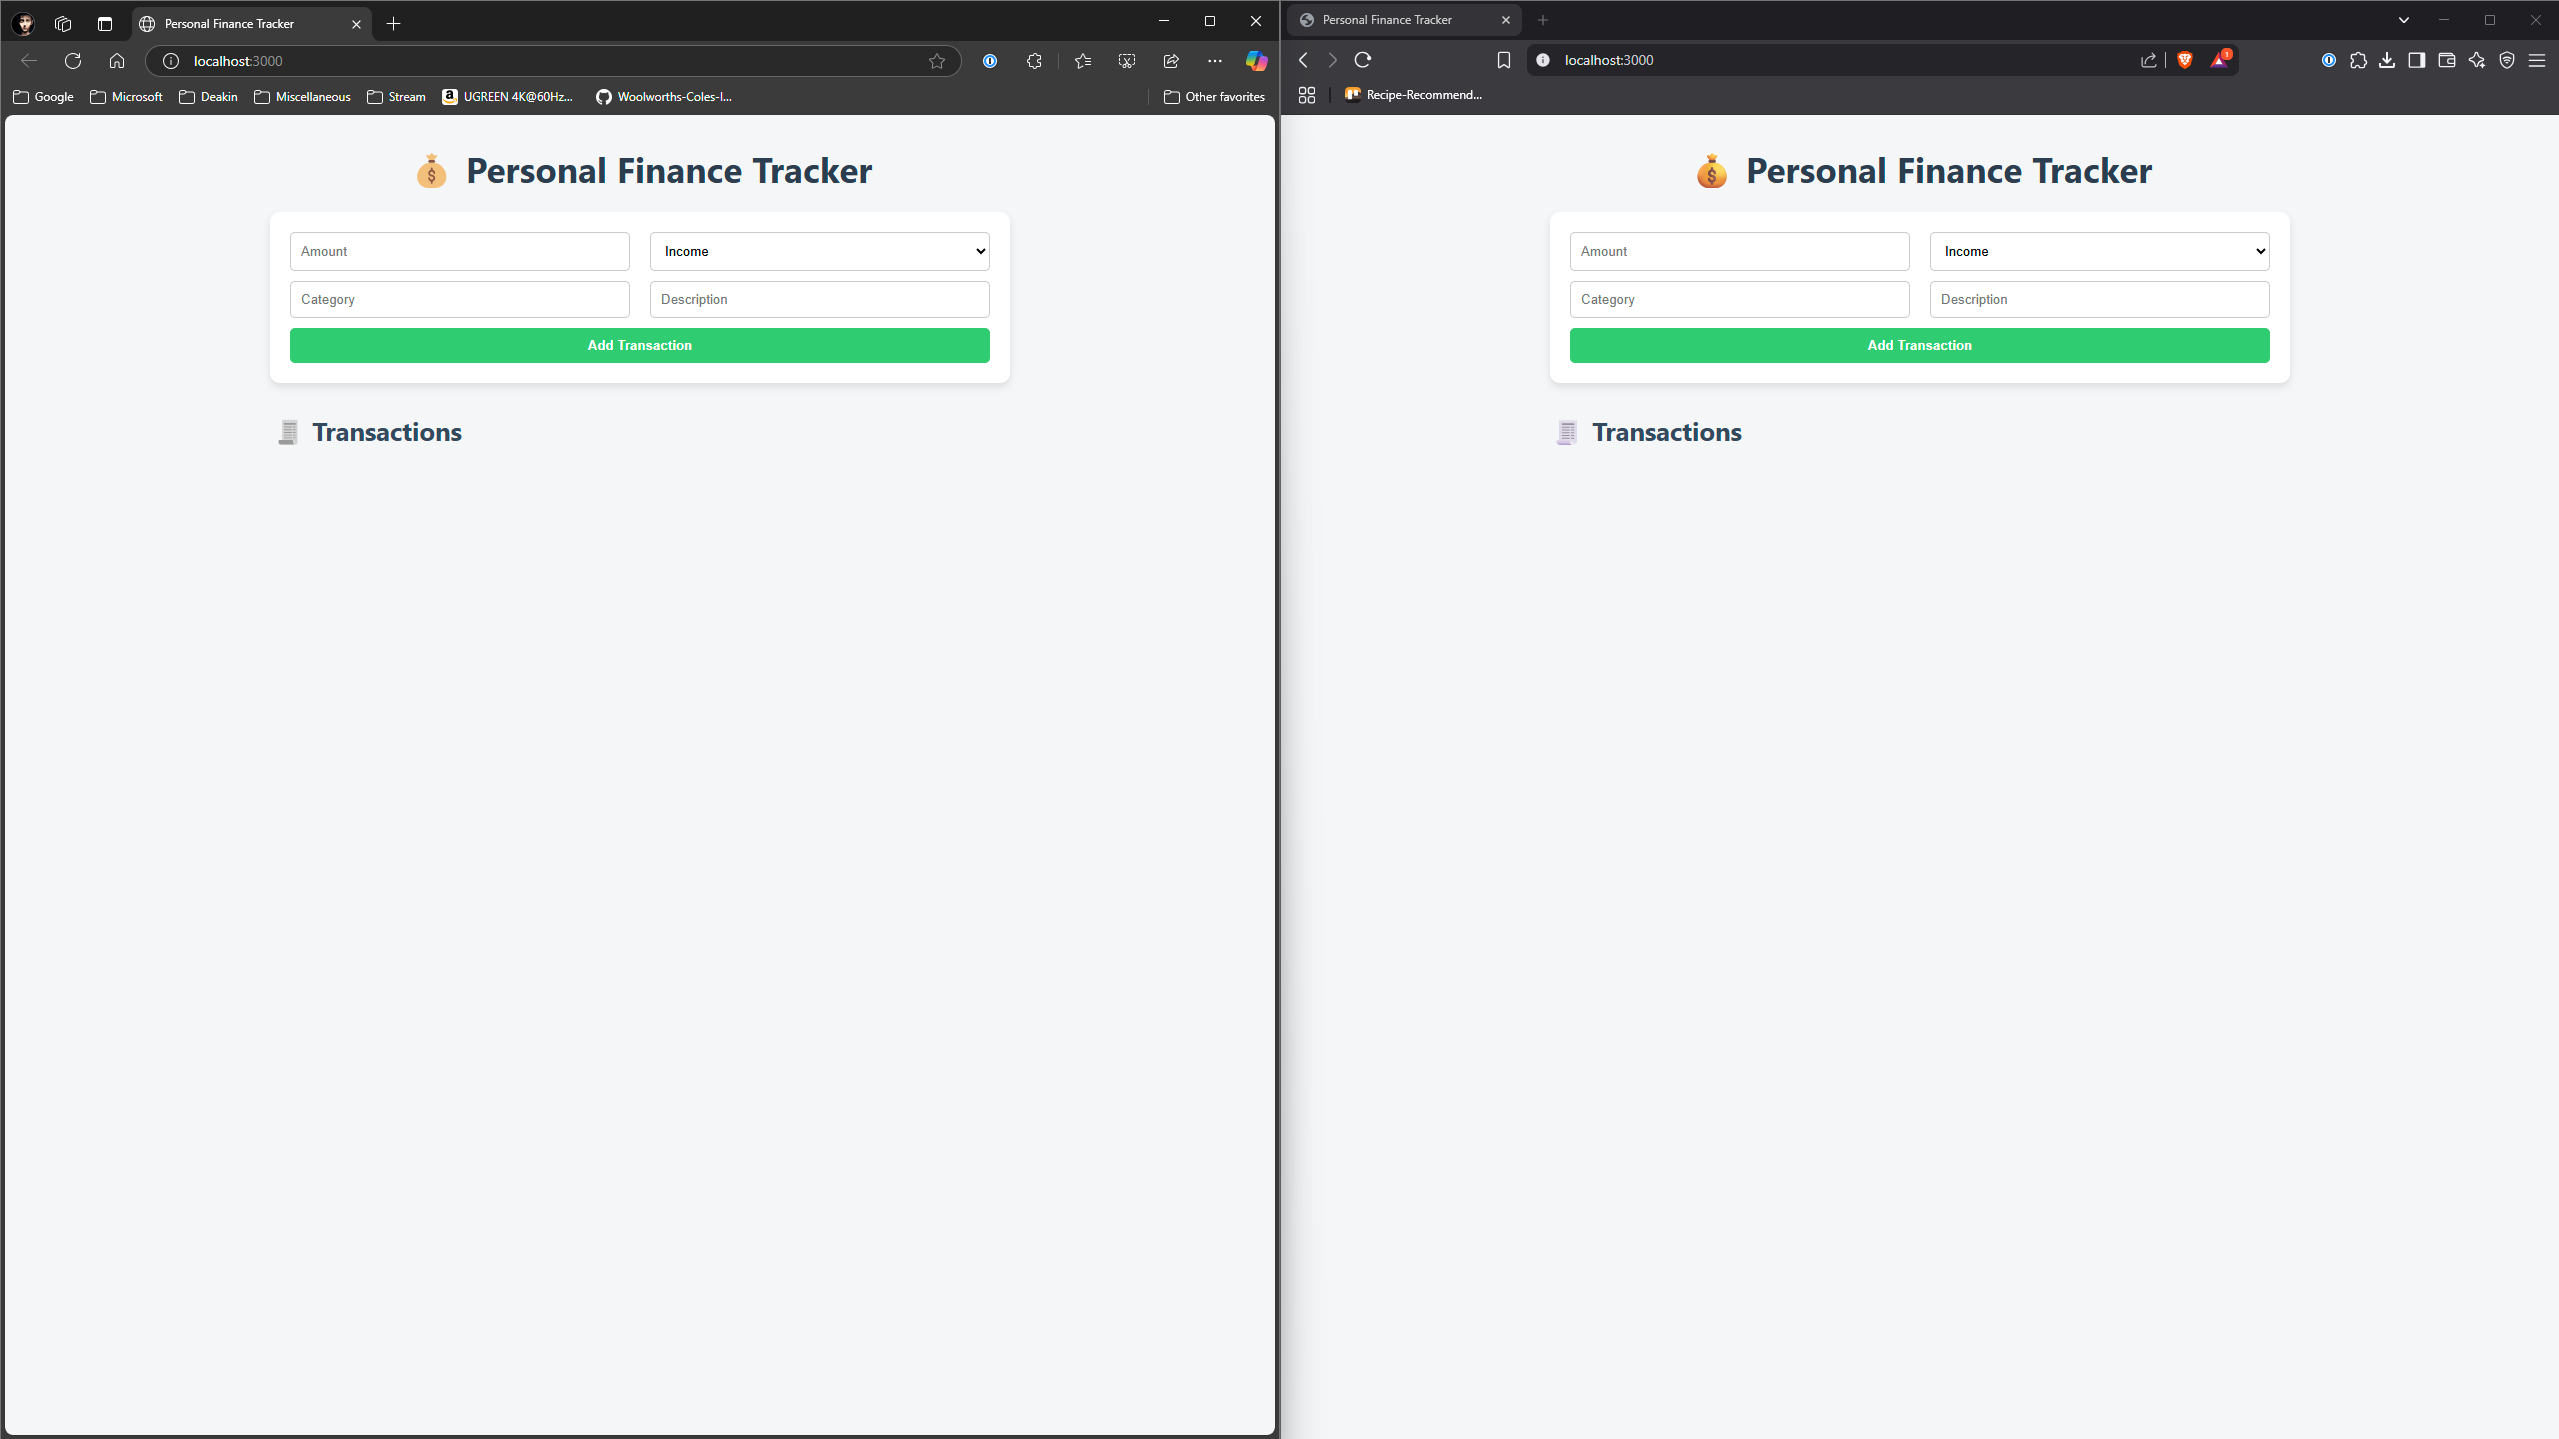 Personal Finance Tracker
localhost:3000
Google Microsoft Deakin Miscellaneous Stream UGREEN 4K@60Hz... Woolworths-Coles-I... Other favorites
💰 Personal Finance Tracker
Amount
Income
Category
Description
Add Transaction
🧾 Transactions
Personal Finance Tracker
localhost:3000
1
Recipe-Recommend...
💰 Personal Finance Tracker
Amount
Income
Category
Description
Add Transaction
🧾 Transactions